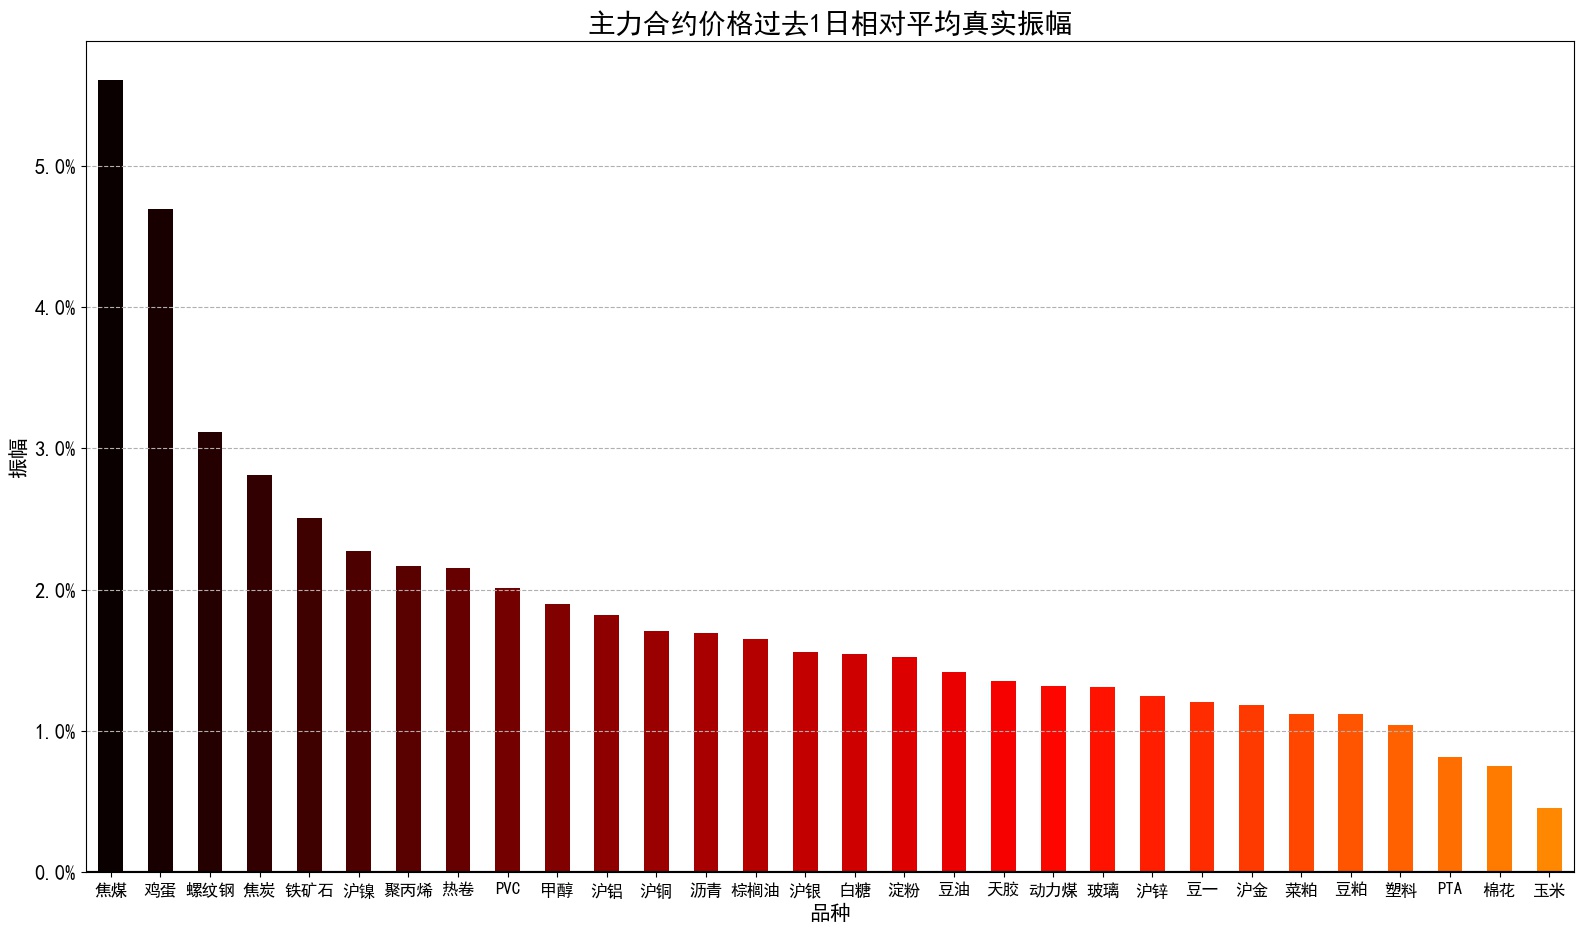 主力合约价格过去1日相对平均真实振幅
振幅
5.0%
4.0%
3.0%
2.0%
1.0%
0.0%
焦煤 鸡蛋 螺纹钢 焦炭 铁矿石 沪镍 聚丙烯 热卷 PVC 甲醇 沪铝 沪铜 沥青 棕榈油 沪银 白糖 淀粉 豆油 天胶 动力煤 玻璃 沪锌 豆一 沪金 菜粕 豆粕 塑料 PTA 棉花 玉米
品种